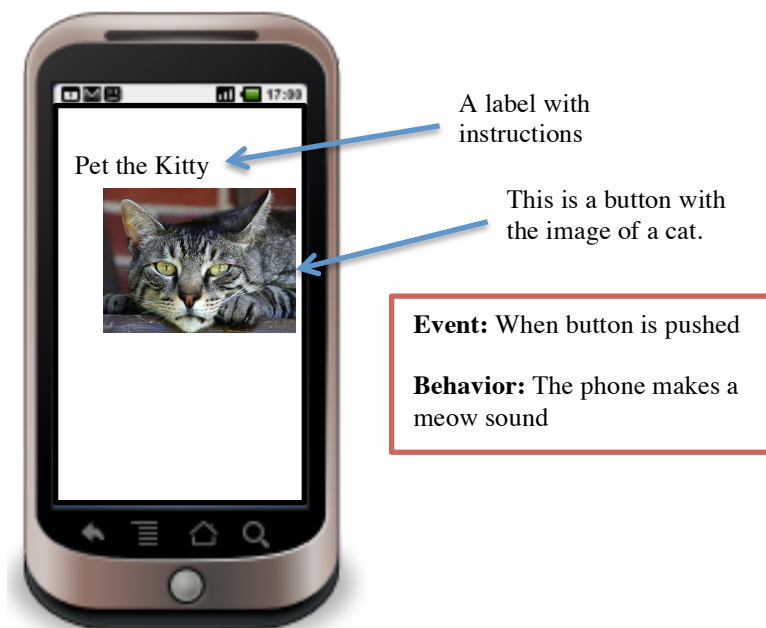 17:00
A label with
instructions
Pet the Kitty
This is a button with
the image of a cat.
Event: When button is pushed
Behavior: The phone makes a
meow sound